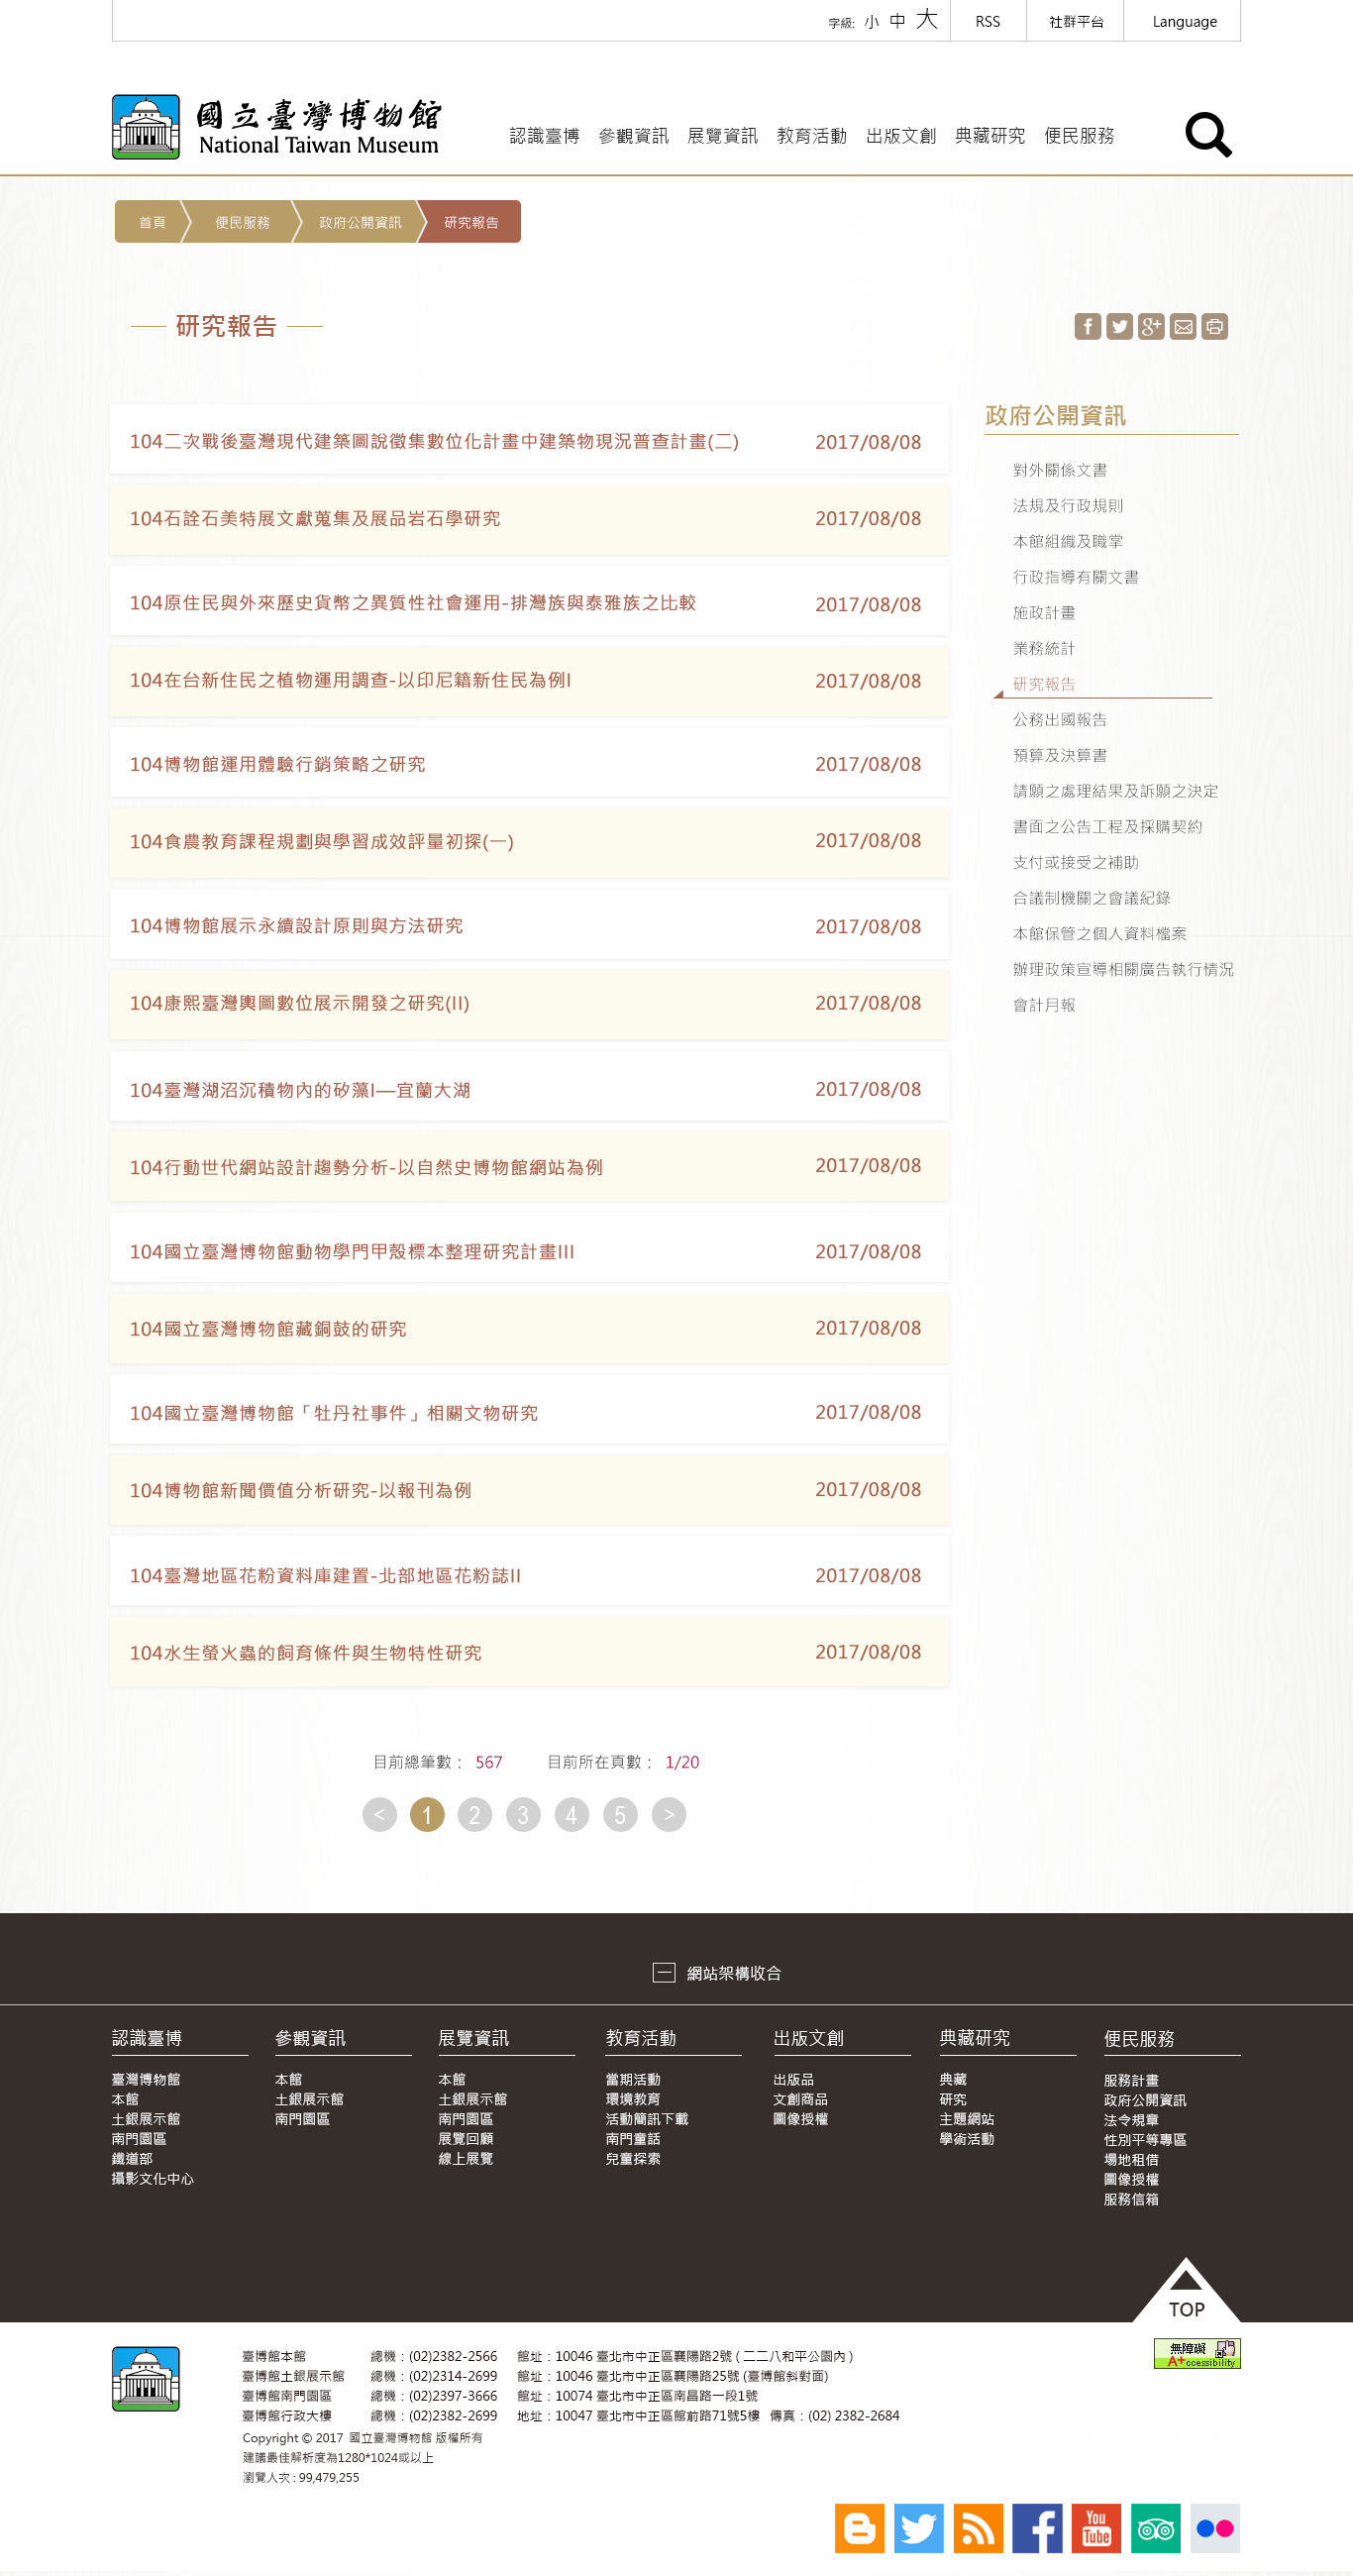 字級: 小 中 大 RSS 社群平台 Language
國立臺灣博物館
National Taiwan Museum
認識臺博 參觀資訊 展覽資訊 教育活動 出版文創 典藏研究 便民服務
首頁 便民服務 政府公開資訊 研究報告
研究報告
104二次戰後臺灣現代建築圖說徵集數位化計畫中建築物現況普查計畫(二) 2017/08/08
104石詮石美特展文獻蒐集及展品岩石學研究 2017/08/08
104原住民與外來歷史貨幣之異質性社會運用-排灣族與泰雅族之比較 2017/08/08
104在台新住民之植物運用調查-以印尼籍新住民為例I 2017/08/08
104博物館運用體驗行銷策略之研究 2017/08/08
104食農教育課程規劃與學習成效評量初探(一) 2017/08/08
104博物館展示永續設計原則與方法研究 2017/08/08
104康熙臺灣輿圖數位展示開發之研究(II) 2017/08/08
104臺灣湖沼沉積物內的矽藻I—宜蘭大湖 2017/08/08
104行動世代網站設計趨勢分析-以自然史博物館網站為例 2017/08/08
104國立臺灣博物館動物學門甲殼標本整理研究計畫III 2017/08/08
104國立臺灣博物館藏銅鼓的研究 2017/08/08
104國立臺灣博物館「牡丹社事件」相關文物研究 2017/08/08
104博物館新聞價值分析研究-以報刊為例 2017/08/08
104臺灣地區花粉資料庫建置-北部地區花粉誌II 2017/08/08
104水生螢火蟲的飼育條件與生物特性研究 2017/08/08
政府公開資訊
對外關係文書
法規及行政規則
本館組織及職掌
行政指導有關文書
施政計畫
業務統計
研究報告
公務出國報告
預算及決算書
請願之處理結果及訴願之決定
書面之公告工程及採購契約
支付或接受之補助
合議制機關之會議紀錄
本館保管之個人資料檔案
辦理政策宣導相關廣告執行情況
會計月報
目前總筆數： 567 目前所在頁數： 1/20
< 1 2 3 4 5 >
網站架構收合
認識臺博
臺灣博物館
本館
土銀展示館
南門園區
鐵道部
攝影文化中心
參觀資訊
本館
土銀展示館
南門園區
展覽資訊
本館
土銀展示館
南門園區
展覽回顧
線上展覽
教育活動
當期活動
環境教育
活動簡訊下載
南門童話
兒童探索
出版文創
出版品
文創商品
圖像授權
典藏研究
典藏
研究
主題網站
學術活動
便民服務
服務計畫
政府公開資訊
法令規章
性別平等專區
場地租借
圖像授權
服務信箱
TOP
臺博館本館 總機：(02)2382-2566 館址：10046 臺北市中正區襄陽路2號 ( 二二八和平公園內 )
臺博館土銀展示館 總機：(02)2314-2699 館址：10046 臺北市中正區襄陽路25號 (臺博館斜對面)
臺博館南門園區 總機：(02)2397-3666 館址：10074 臺北市中正區南昌路一段1號
臺博館行政大樓 總機：(02)2382-2699 地址：10047 臺北市中正區館前路71號5樓 傳真：(02) 2382-2684
Copyright © 2017 國立臺灣博物館 版權所有
建議最佳解析度為1280*1024或以上
瀏覽人次 : 99,479,255
無障礙
A+ccessibility
You
Tube